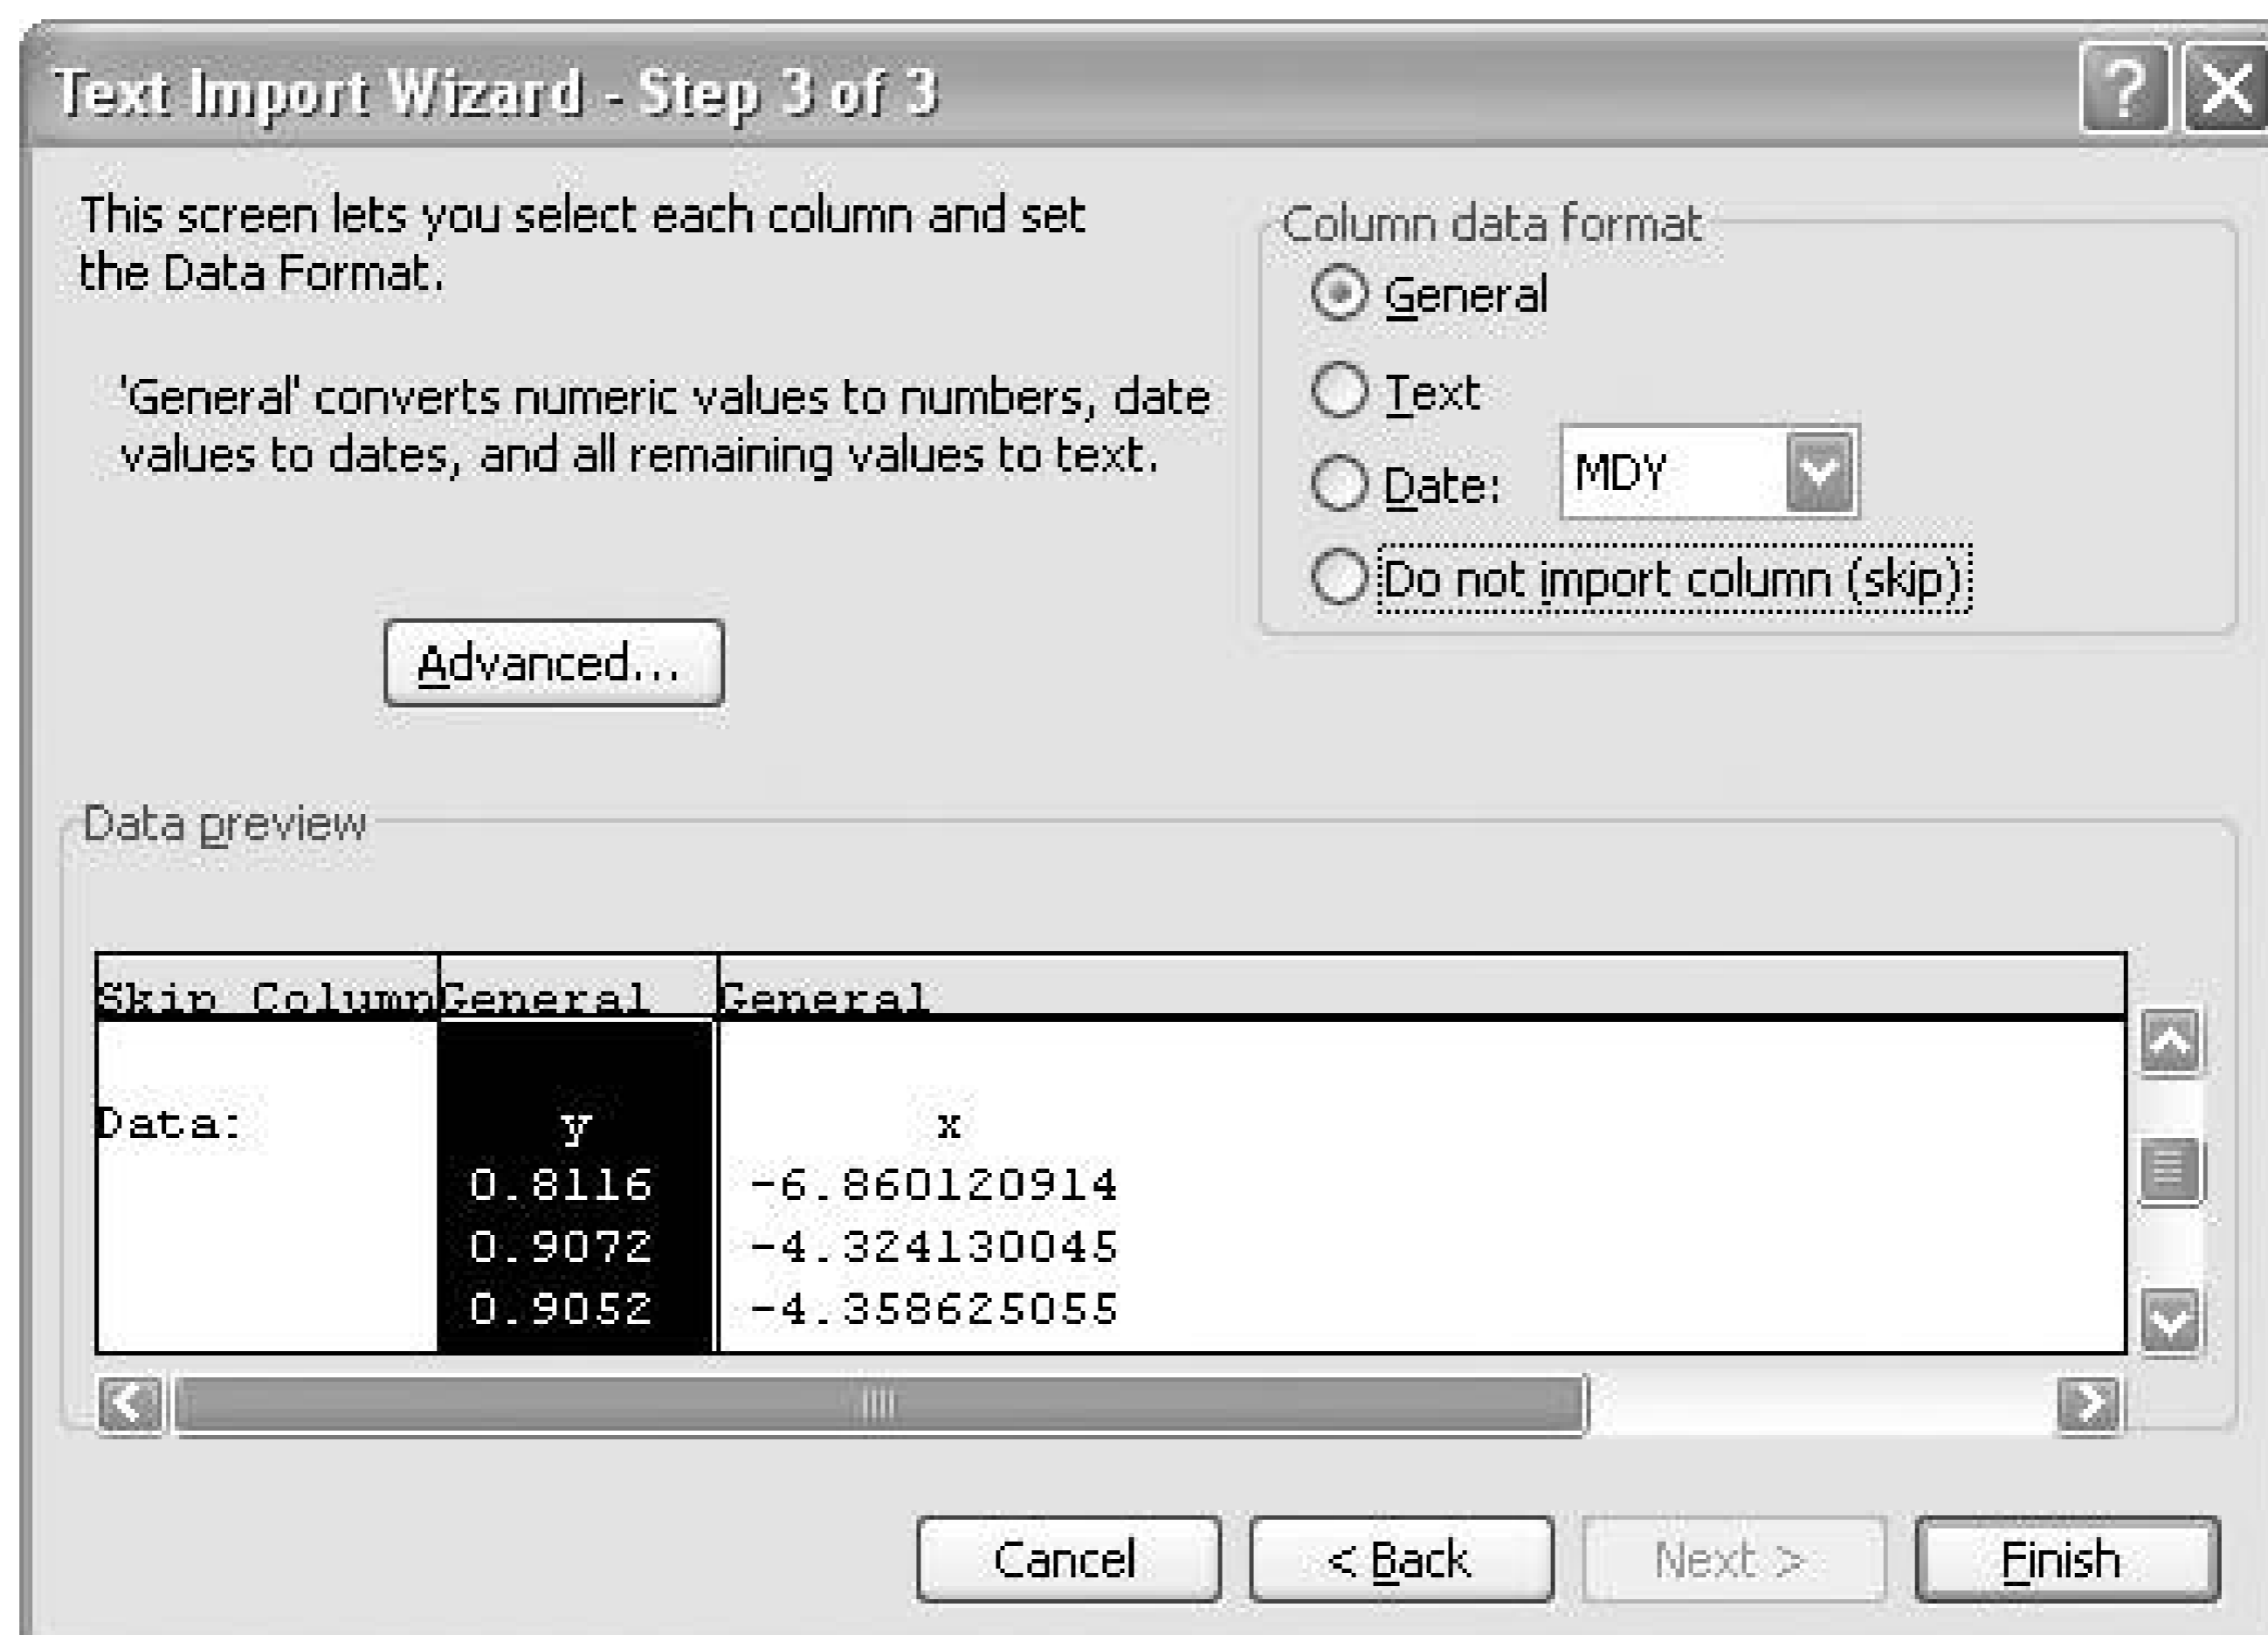 Text Import Wizard - Step 3 of 3
This screen lets you select each column and set
the Data Format.
'General' converts numeric values to numbers, date
values to dates, and all remaining values to text.
Advanced...
Column data format
General
Text
Date: MDY
Do not import column (skip)
Data preview
Skip Column General General
Data: y x
0.8116 -6.860120914
0.9072 -4.324130045
0.9052 -4.358625055
Cancel < Back Next > Finish